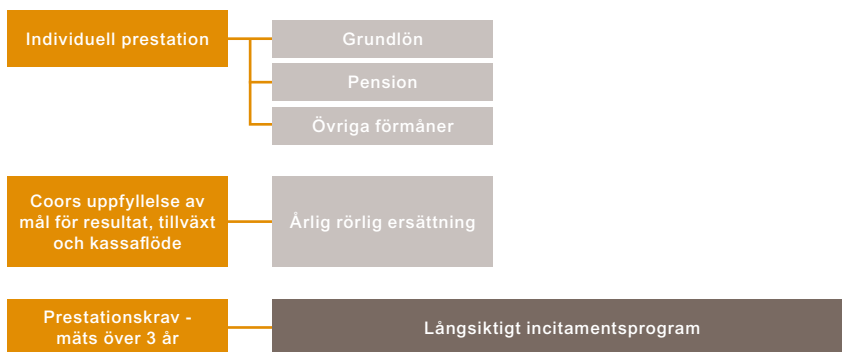 Individuell prestation
Grundlön
Pension
Övriga förmåner
Coors uppfyllelse av
mål för resultat, tillväxt
och kassaflöde
Årlig rörlig ersättning
Prestationskrav -
mäts över 3 år
Långsiktigt incitamentsprogram